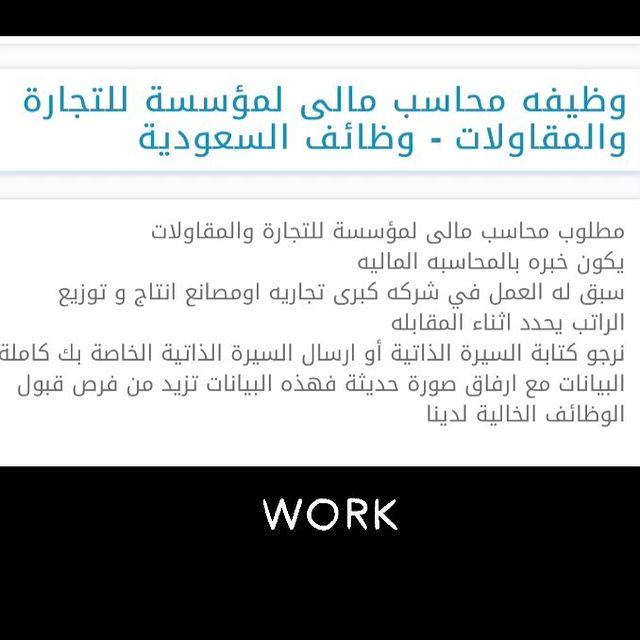 وظيفه محاسب مالى لمؤسسة للتجارة
والمقاولات - وظائف السعودية
مطلوب محاسب مالى لمؤسسة للتجارة والمقاولات
يكون خبره بالمحاسبه الماليه
سبق له العمل في شركه كبرى تجاريه اومصانع انتاج و توزيع
الراتب يحدد اثناء المقابله
نرجو كتابة السيرة الذاتية أو ارسال السيرة الذاتية الخاصة بك كاملة
البيانات مع ارفاق صورة حديثة فهذه البيانات تزيد من فرص قبول
الوظائف الخالية لدينا
WORK